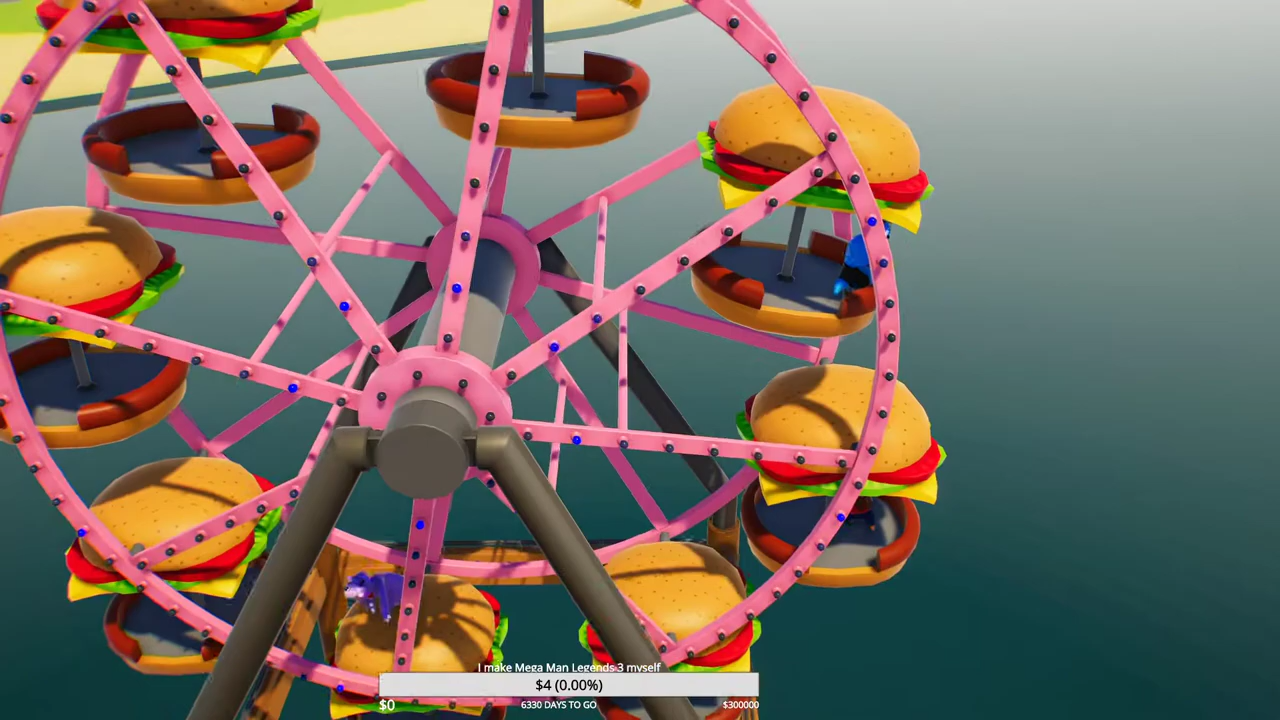 I make Mega Man Legends 3 myself
$4 (0.00%)
$0 6330 DAYS TO GO $300000